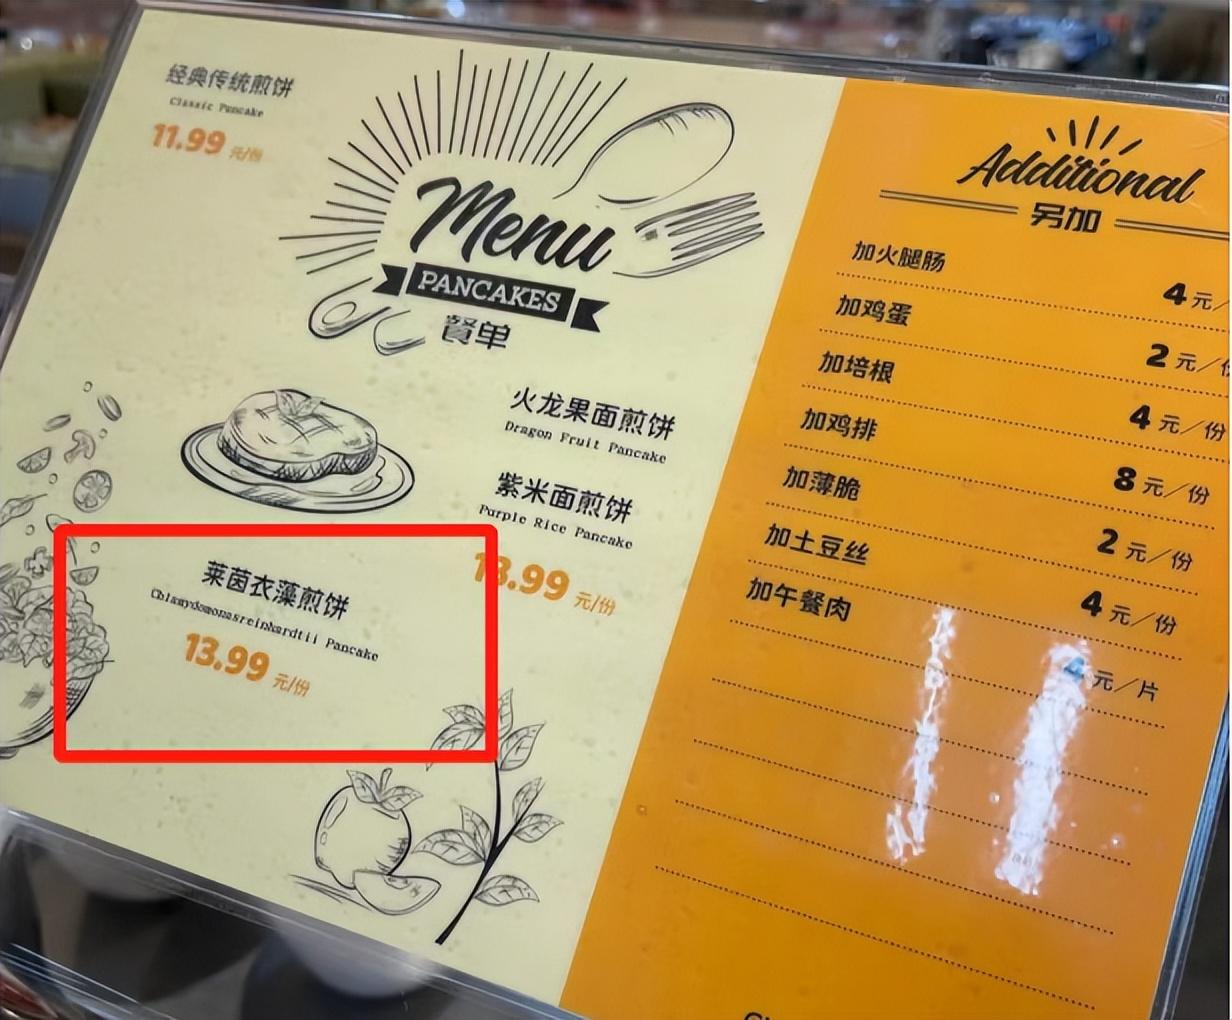 经典传统煎饼
Classic Pancake
11.99 元/份
Menu
PANCAKES
餐单
火龙果面煎饼
Dragon Fruit Pancake
紫米面煎饼
Purple Rice Pancake
13.99 元/份
莱茵衣藻煎饼
Chlamydomonasreinhardtii Pancake
13.99 元/份
Additional
另加
加火腿肠
4元/
加鸡蛋
2元/份
加培根
4元/份
加鸡排
8元/份
加薄脆
2元/份
加土豆丝
4元/份
加午餐肉
元/片